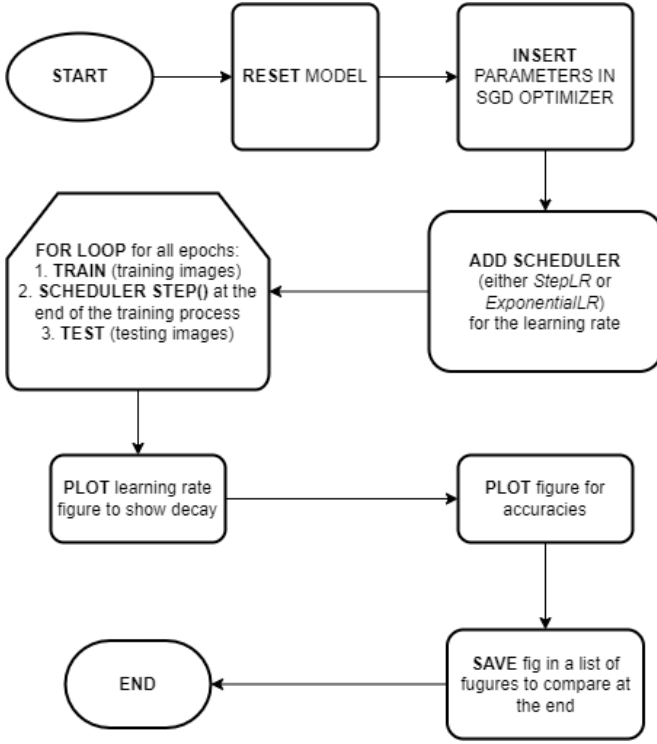 START
RESET MODEL
INSERT
PARAMETERS IN
SGD OPTIMIZER
ADD SCHEDULER
(either StepLR or
ExponentialLR)
for the learning rate
FOR LOOP for all epochs:
1. TRAIN (training images)
2. SCHEDULER STEP() at the
end of the training process
3. TEST (testing images)
PLOT learning rate
figure to show decay
PLOT figure for
accuracies
SAVE fig in a list of
fugures to compare at
the end
END